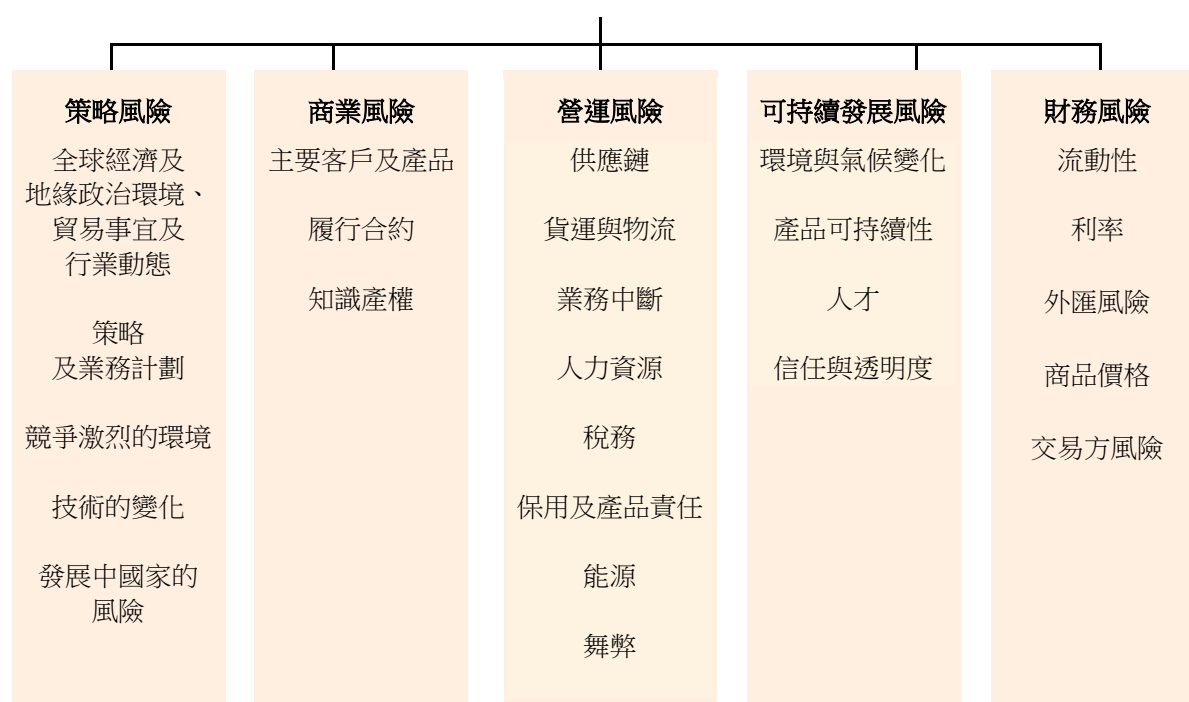 策略風險
全球經濟及
地緣政治環境、
貿易事宜及
行業動態
策略
及業務計劃
競爭激烈的環境
技術的變化
發展中國家的
風險
商業風險
主要客戶及產品
履行合約
知識產權
營運風險
供應鏈
貨運與物流
業務中斷
人力資源
稅務
保用及產品責任
能源
舞弊
可持續發展風險
環境與氣候變化
產品可持續性
人才
信任與透明度
財務風險
流動性
利率
外匯風險
商品價格
交易方風險